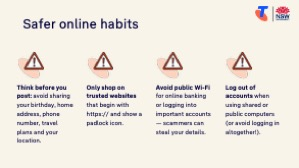 Safer online habits
NSW
Think before you
post: avoid sharing
your birthday, home
address, phone
number, travel
plans and your
location.
Only shop on
trusted websites
that begin with
https:// and show a
padlock icon.
Avoid public Wi-Fi
for online banking
or logging into
important accounts
— scammers can
steal your details.
Log out of
accounts when
using shared or
public computers
(or avoid logging in
altogether!).